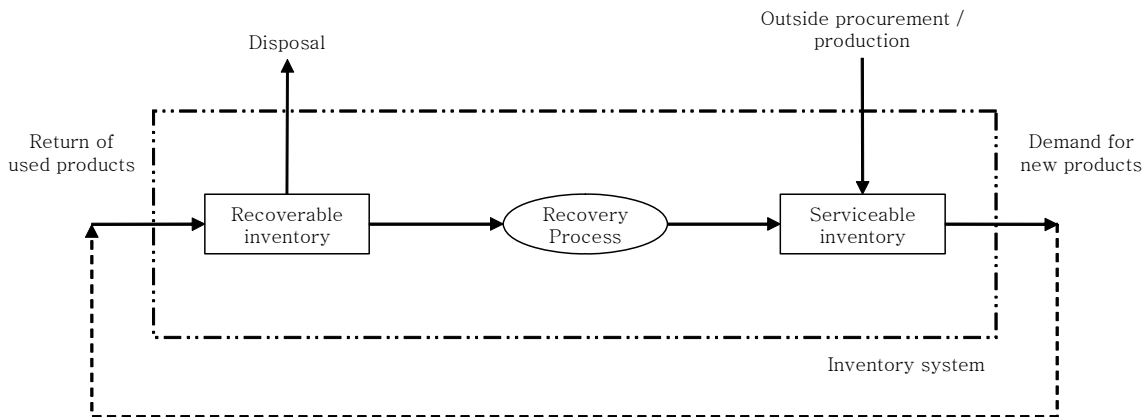 Outside procurement /
production
Disposal
Return of
used products
Demand for
new products
Recoverable
inventory
Recovery
Process
Serviceable
inventory
Inventory system